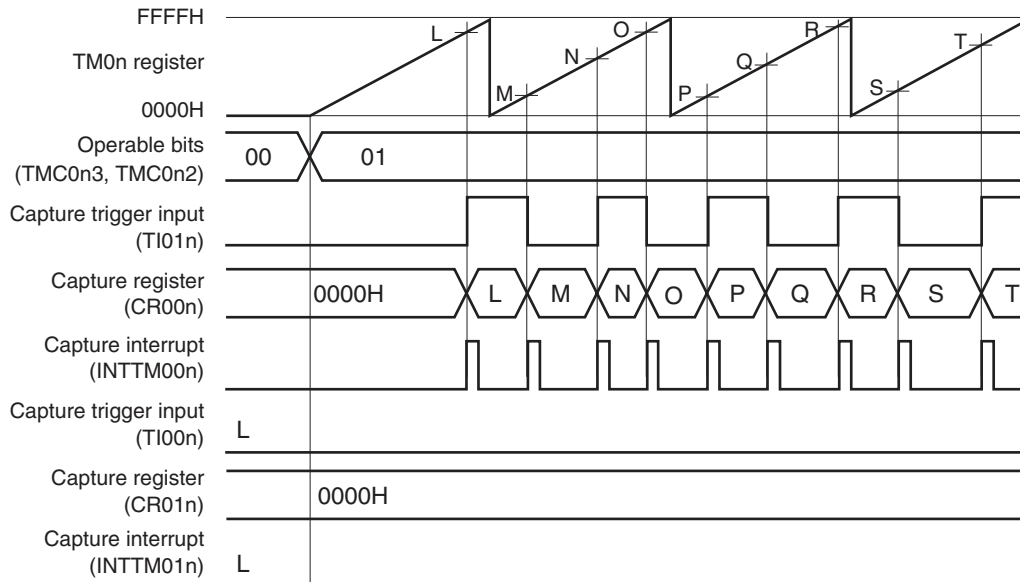 FFFFH
TM0n register
0000H
L M N O P Q R S T
Operable bits
(TMC0n3, TMC0n2)
00 01
Capture trigger input
(TI01n)
Capture register
(CR00n)
0000H L M N O P Q R S T
Capture interrupt
(INTTM00n)
Capture trigger input
(TI00n)
L
Capture register
(CR01n)
0000H
Capture interrupt
(INTTM01n)
L